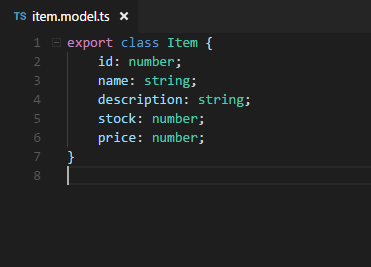 TS item.model.ts ×
1 export class Item {
2     id: number;
3     name: string;
4     description: string;
5     stock: number;
6     price: number;
7 }
8